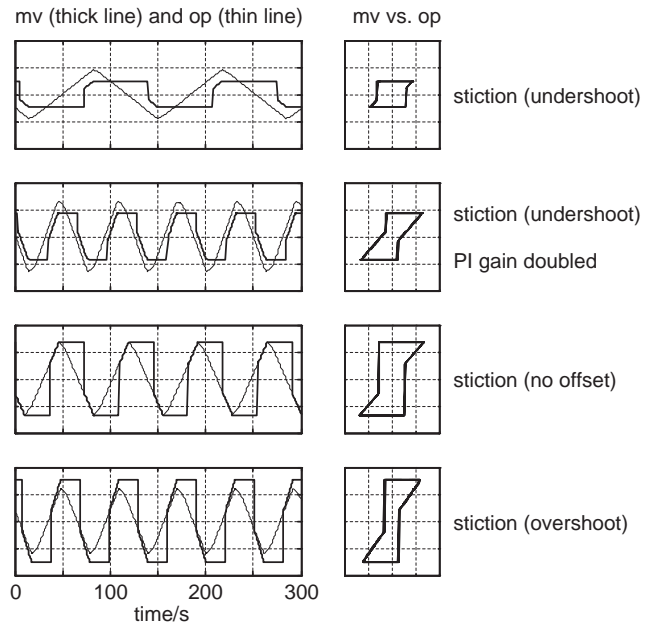 mv (thick line) and op (thin line)
mv vs. op
stiction (undershoot)
stiction (undershoot)
PI gain doubled
stiction (no offset)
stiction (overshoot)
0 100 200 300
time/s